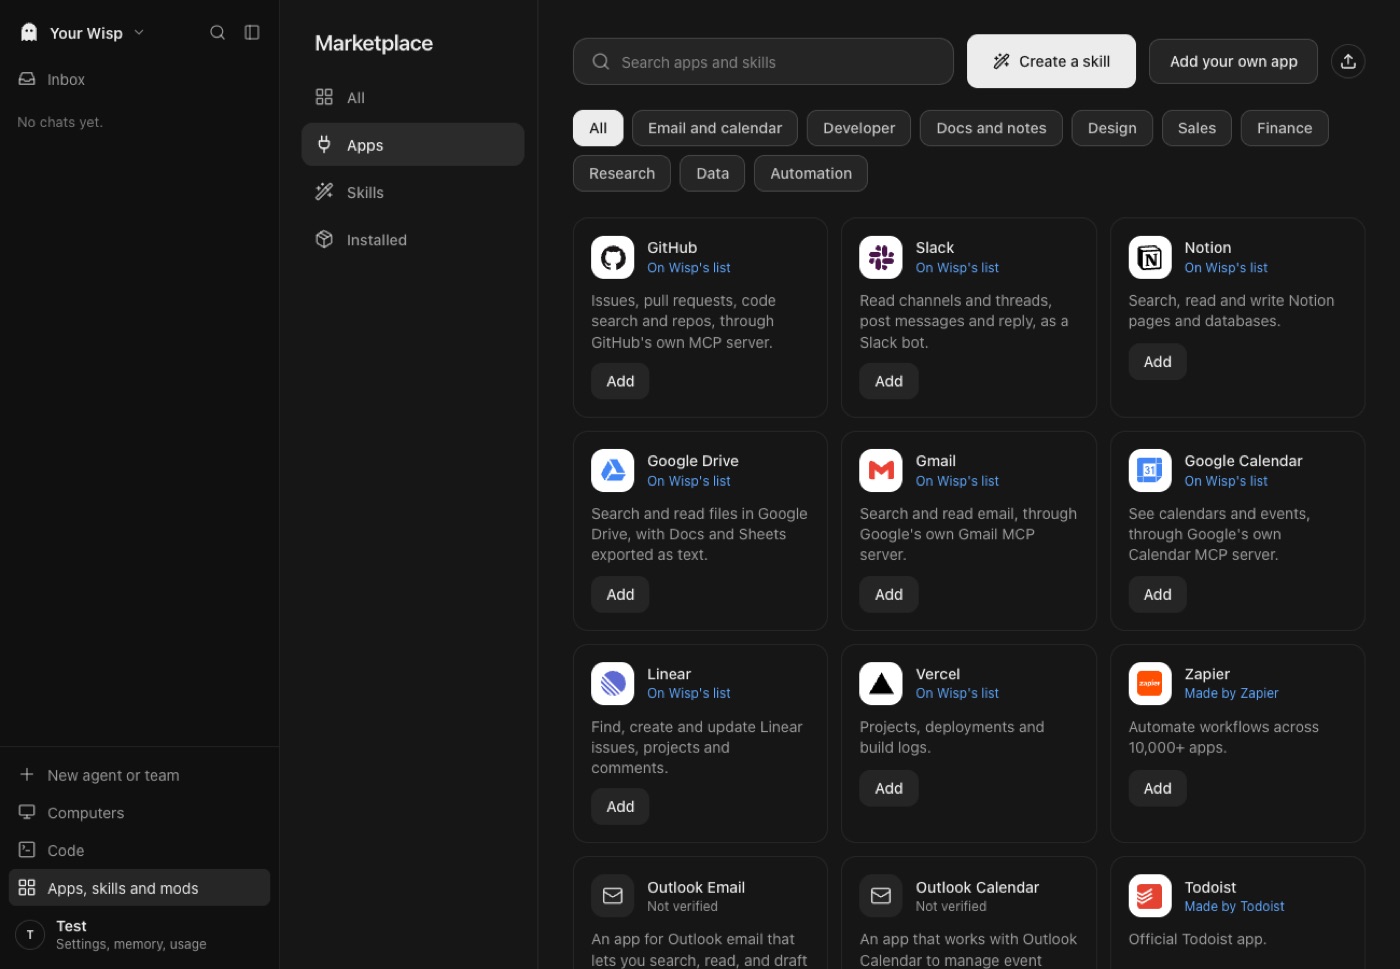 Your Wisp
Inbox
No chats yet.
New agent or team
Computers
Code
Apps, skills and mods
T
Test
Settings, memory, usage
Marketplace
All
Apps
Skills
Installed
Search apps and skills
Create a skill
Add your own app
All
Email and calendar
Developer
Docs and notes
Design
Sales
Finance
Research
Data
Automation
GitHub
On Wisp's list
Issues, pull requests, code
search and repos, through
GitHub's own MCP server.
Add
Slack
On Wisp's list
Read channels and threads,
post messages and reply, as a
Slack bot.
Add
N
Notion
On Wisp's list
Search, read and write Notion
pages and databases.
Add
Google Drive
On Wisp's list
Search and read files in Google
Drive, with Docs and Sheets
exported as text.
Add
Gmail
On Wisp's list
Search and read email, through
Google's own Gmail MCP
server.
Add
31
Google Calendar
On Wisp's list
See calendars and events,
through Google's own
Calendar MCP server.
Add
Linear
On Wisp's list
Find, create and update Linear
issues, projects and
comments.
Add
Vercel
On Wisp's list
Projects, deployments and
build logs.
Add
zapier
Zapier
Made by Zapier
Automate workflows across
10,000+ apps.
Add
Outlook Email
Not verified
An app for Outlook email that
lets you search, read, and draft
Outlook Calendar
Not verified
An app that works with Outlook
Calendar to manage event
Todoist
Made by Todoist
Official Todoist app.